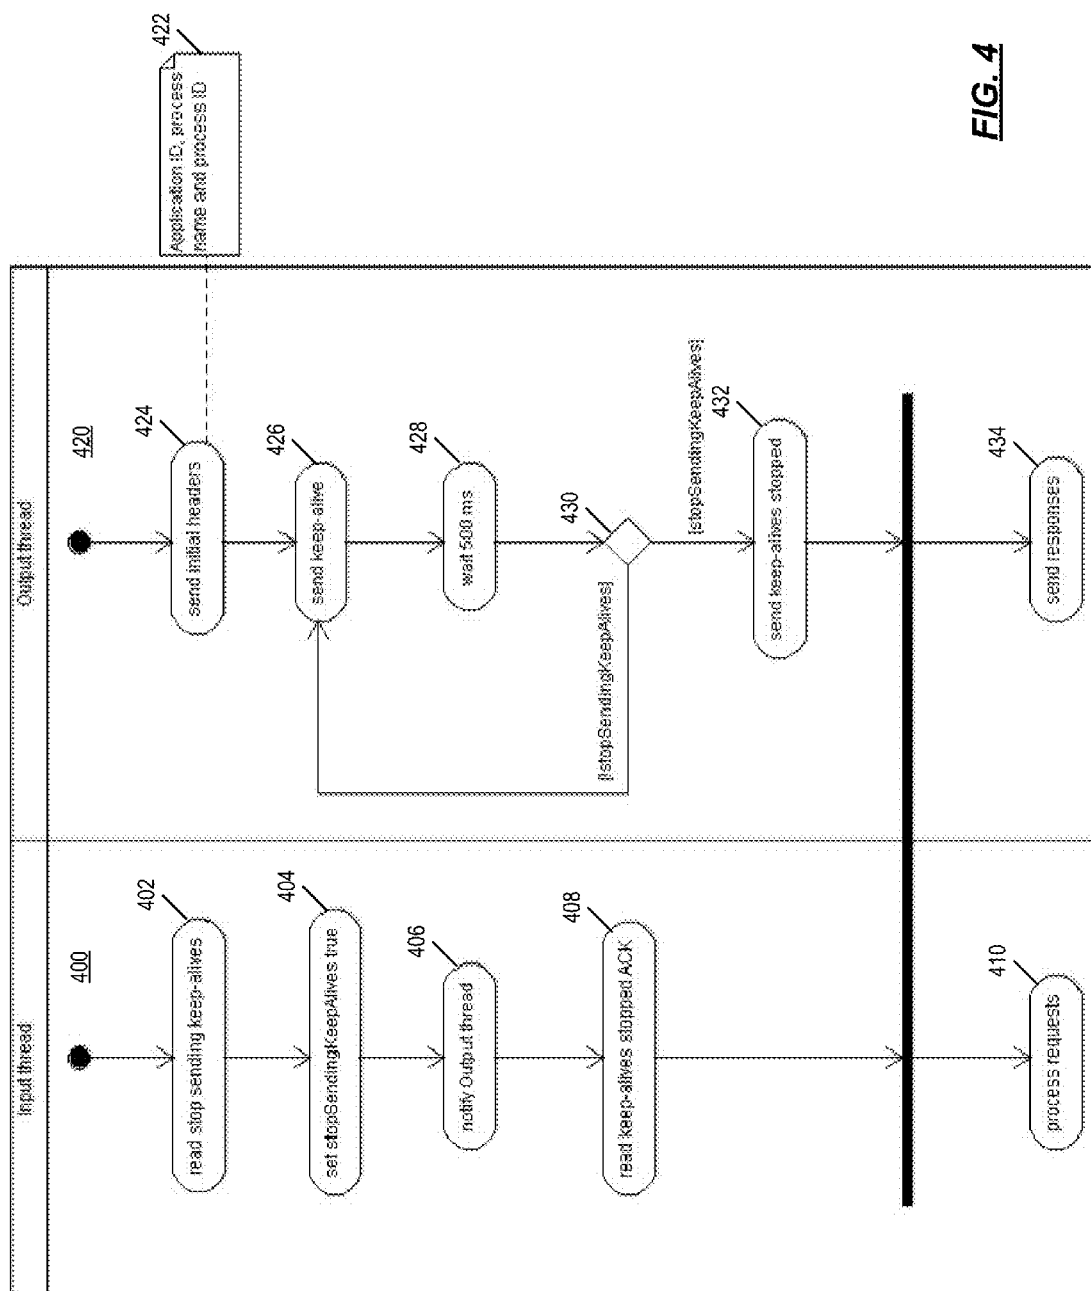 Input thread
Output thread
400
read stop sending keep-alives
402
set stopSendingKeepAlives true
404
notify Output thread
406
read keep-alives stopped ACK
408
process requests
410
420
send initial headers
424
Application ID, process
name and process ID
422
send keep-alive
426
wait 500 ms
428
430
[!stopSendingKeepAlives]
[stopSendingKeepAlives]
send keep-alives stopped
432
send responses
434
FIG. 4